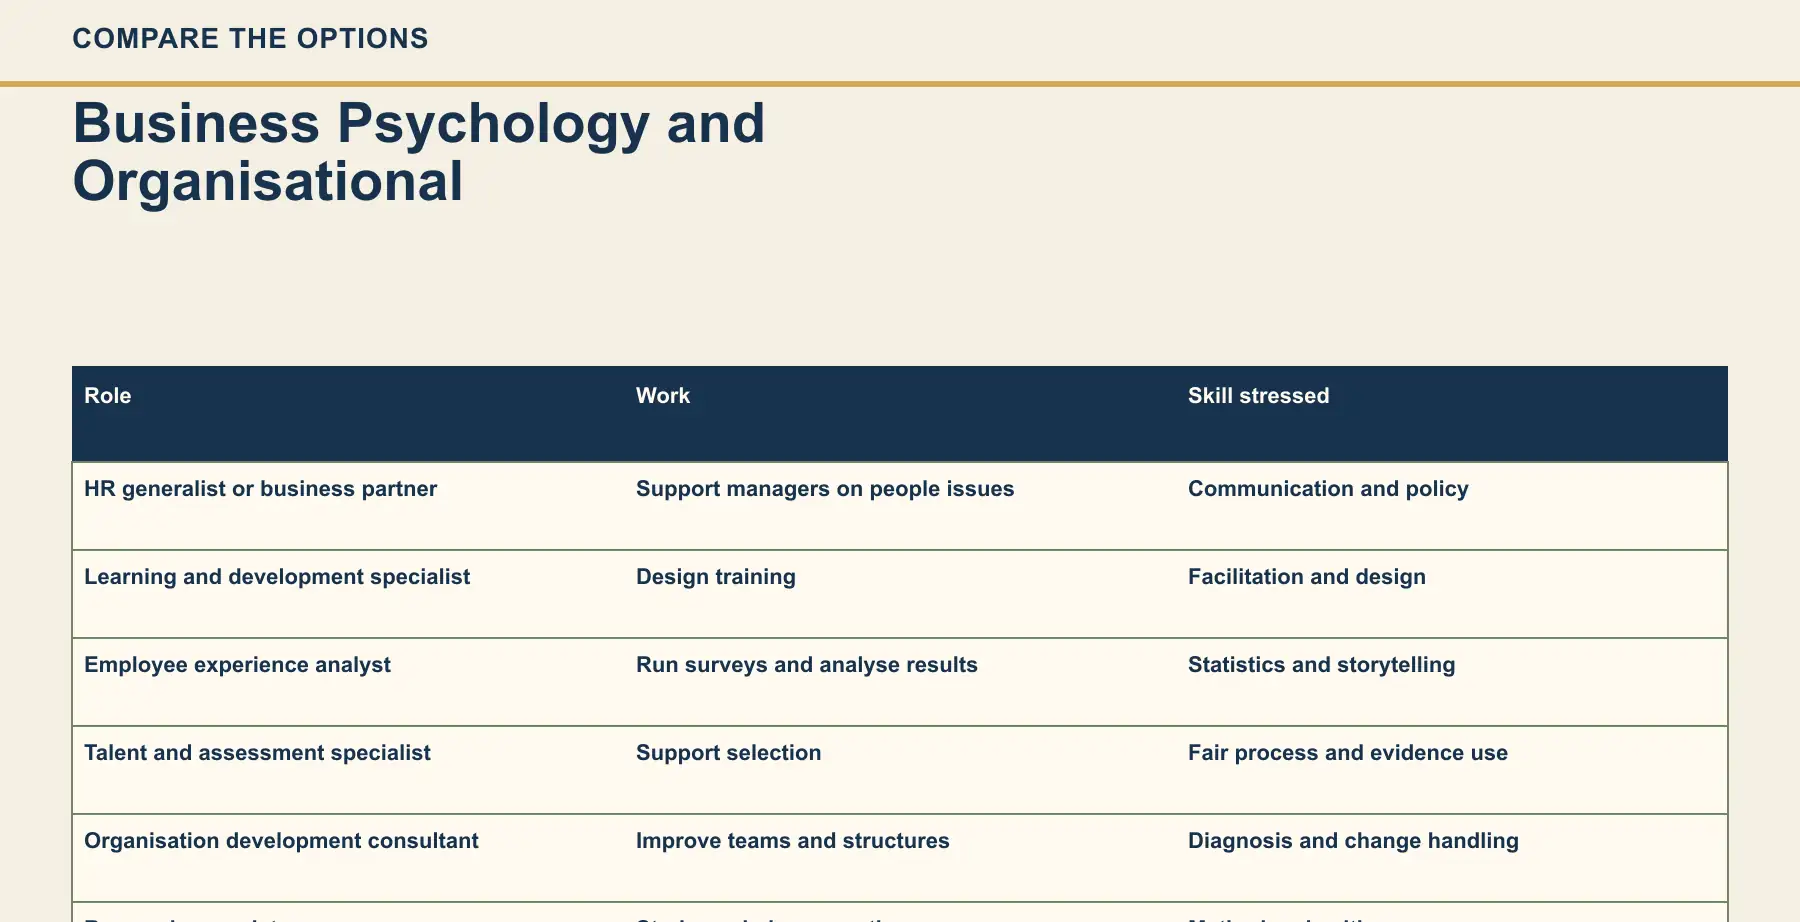 COMPARE THE OPTIONS
Business Psychology and
Organisational
Role Work Skill stressed
HR generalist or business partner Support managers on people issues Communication and policy
Learning and development specialist Design training Facilitation and design
Employee experience analyst Run surveys and analyse results Statistics and storytelling
Talent and assessment specialist Support selection Fair process and evidence use
Organisation development consultant Improve teams and structures Diagnosis and change handling